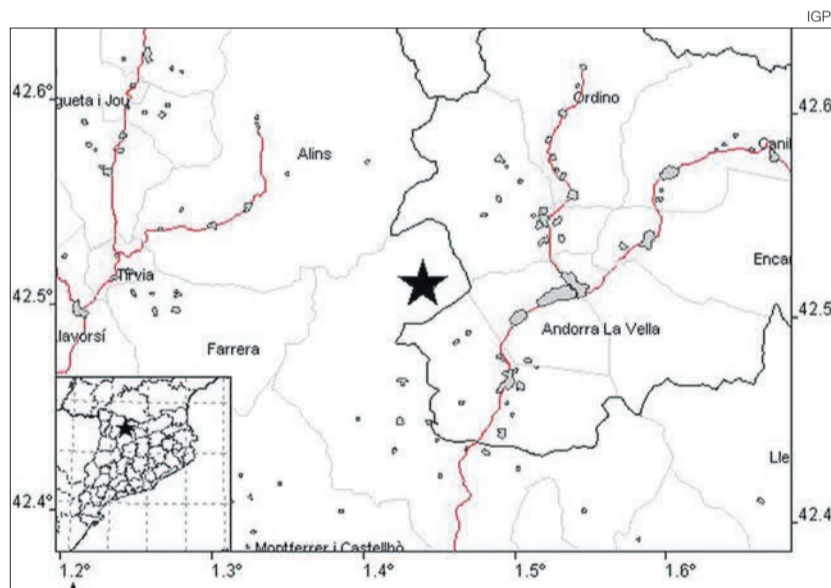 IGP
42.6°
gueta i Jou
Alins
Ordino
42.6
Canil
Tírvia
42.5°
Encar
42.5
Llavorsí
Farrera
Andorra La Vella
Lle
42.4°
42.4
Montferrer i Castellbò
1.2°
1.3°
1.4°
1.5°
1.6°